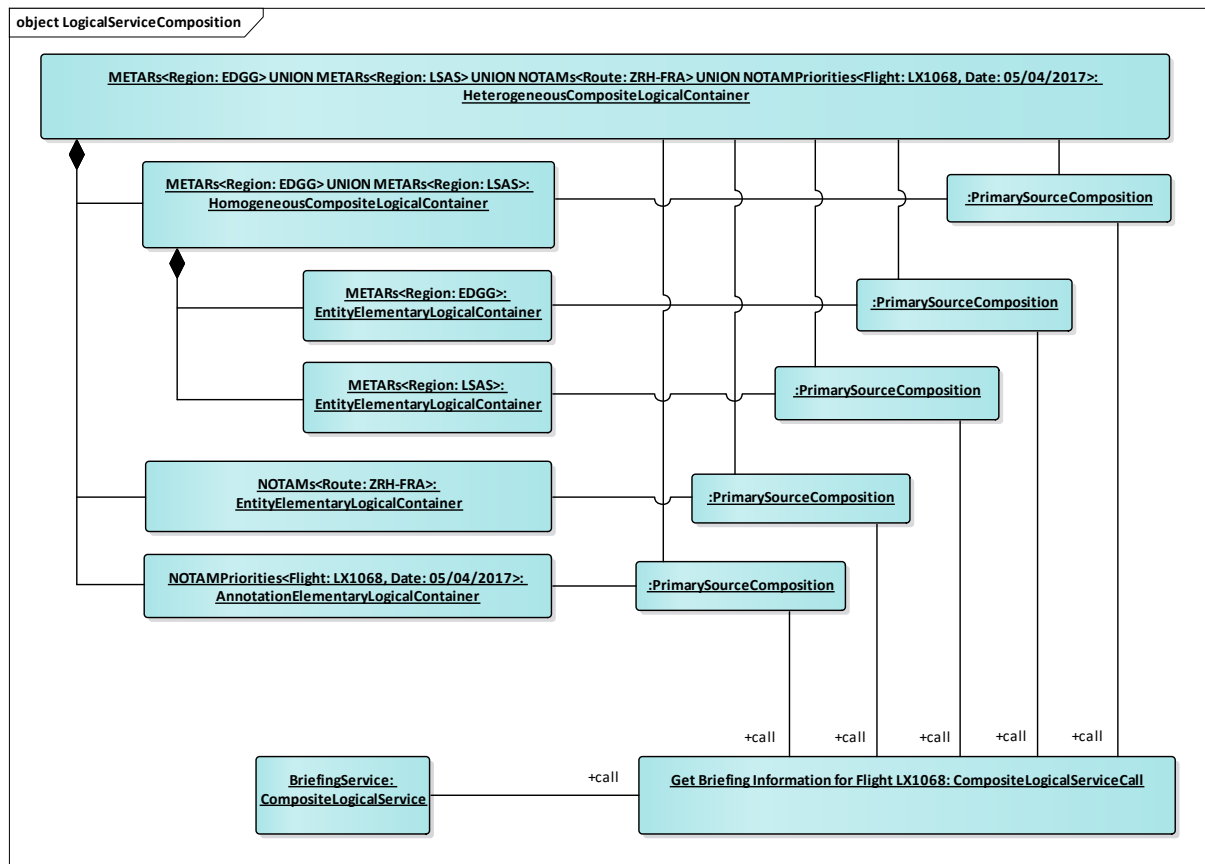 object LogicalServiceComposition
METARs<Region: EDGG> UNION METARs<Region: LSAS> UNION NOTAMs<Route: ZRH-FRA> UNION NOTAMPriorities<Flight: LX1068, Date: 05/04/2017>:
HeterogeneousCompositeLogicalContainer
METARs<Region: EDGG> UNION METARs<Region: LSAS>:
HomogeneousCompositeLogicalContainer
:PrimarySourceComposition
METARs<Region: EDGG>:
EntityElementaryLogicalContainer
:PrimarySourceComposition
METARs<Region: LSAS>:
EntityElementaryLogicalContainer
:PrimarySourceComposition
NOTAMs<Route: ZRH-FRA>:
EntityElementaryLogicalContainer
:PrimarySourceComposition
NOTAMPriorities<Flight: LX1068, Date: 05/04/2017>:
AnnotationElementaryLogicalContainer
:PrimarySourceComposition
+call +call +call +call +call
BriefingService:
CompositeLogicalService
+call
Get Briefing Information for Flight LX1068: CompositeLogicalServiceCall